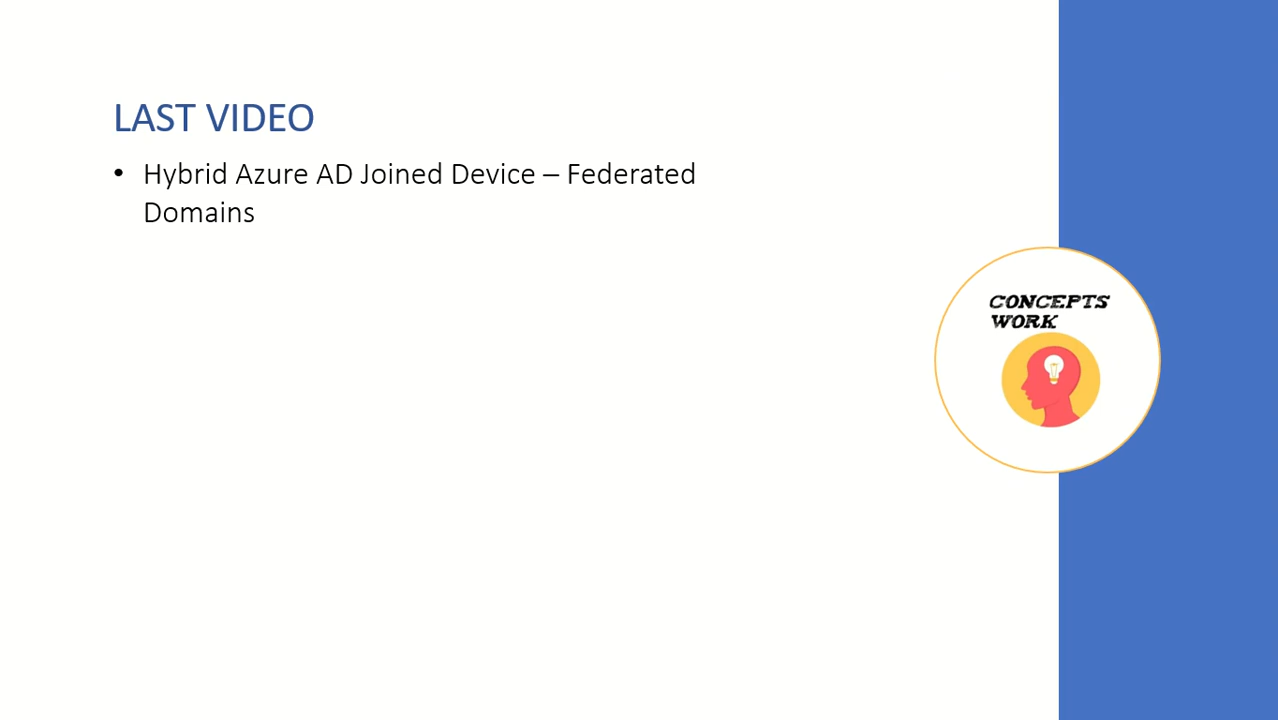 LAST VIDEO
• Hybrid Azure AD Joined Device – Federated
Domains
CONCEPTS
WORK